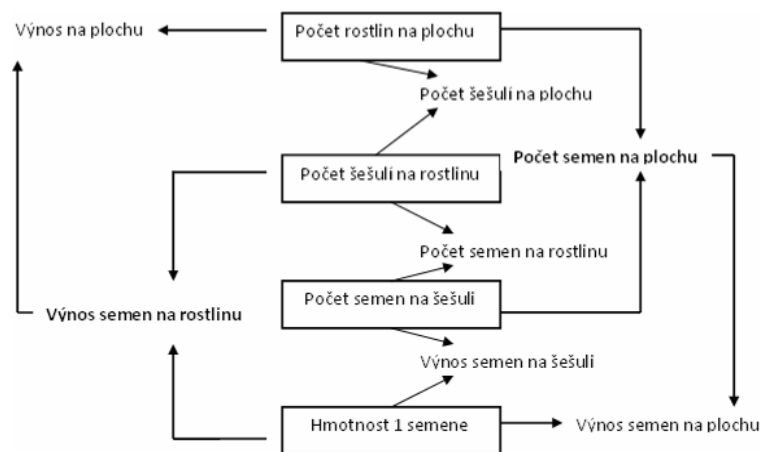 Výnos na plochu
Počet rostlin na plochu
Počet šešulí na plochu
Počet semen na plochu
Počet šešulí na rostlinu
Počet semen na rostlinu
Počet semen na šešuli
Výnos semen na rostlinu
Výnos semen na šešuli
Hmotnost 1 semene
Výnos semen na plochu